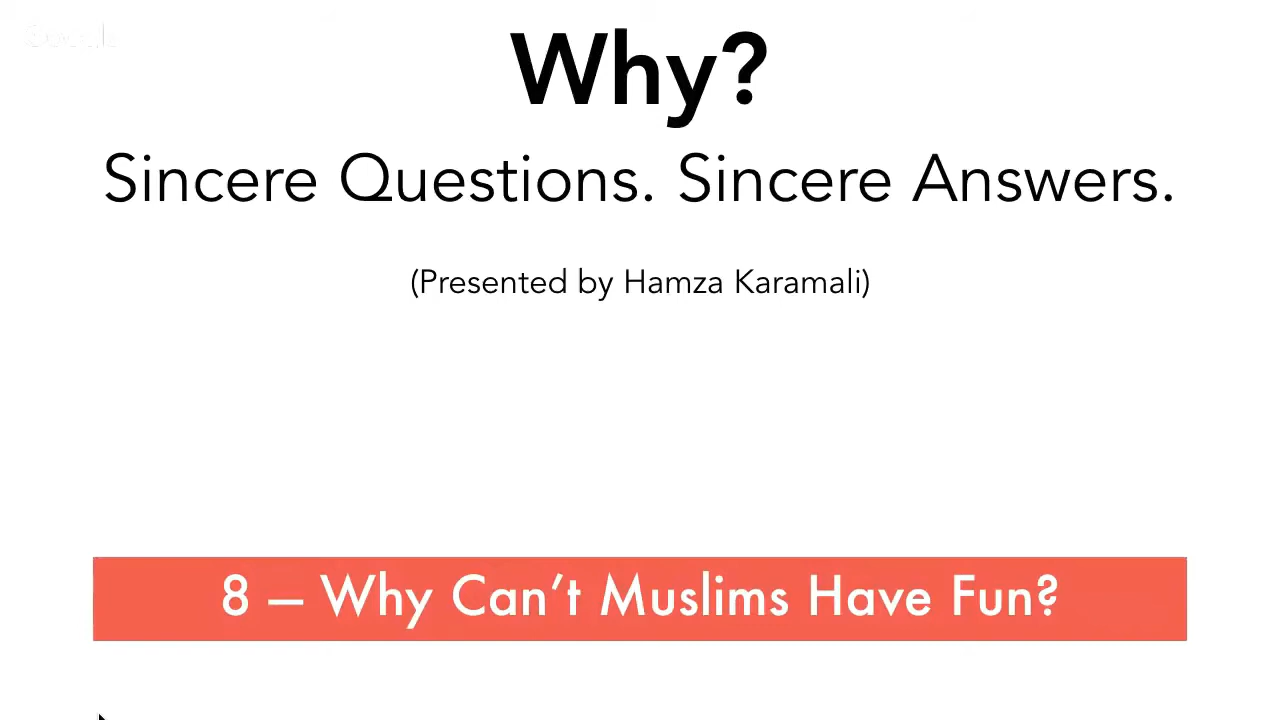 Why?
Sincere Questions. Sincere Answers.
(Presented by Hamza Karamali)
8 – Why Can’t Muslims Have Fun?